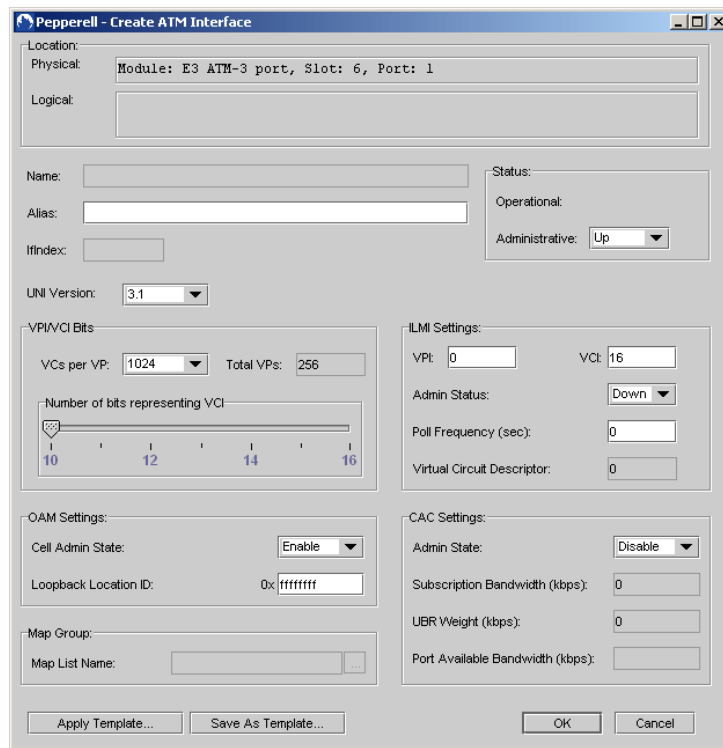 Pepperell - Create ATM Interface
Location:
Physical: Module: E3 ATM-3 port, Slot: 6, Port: 1
Logical:
Name:
Alias:
IfIndex:
Status:
Operational:
Administrative: Up
UNI Version: 3.1
VPI/VCI Bits
VCs per VP: 1024 Total VPs: 256
Number of bits representing VCI
10 12 14 16
ILMI Settings:
VPI: 0 VCI: 16
Admin Status: Down
Poll Frequency (sec): 0
Virtual Circuit Descriptor: 0
OAM Settings:
Cell Admin State: Enable
Loopback Location ID: 0x ffffffff
CAC Settings:
Admin State: Disable
Subscription Bandwidth (kbps): 0
UBR Weight (kbps): 0
Port Available Bandwidth (kbps):
Map Group:
Map List Name: ...
Apply Template... Save As Template... OK Cancel